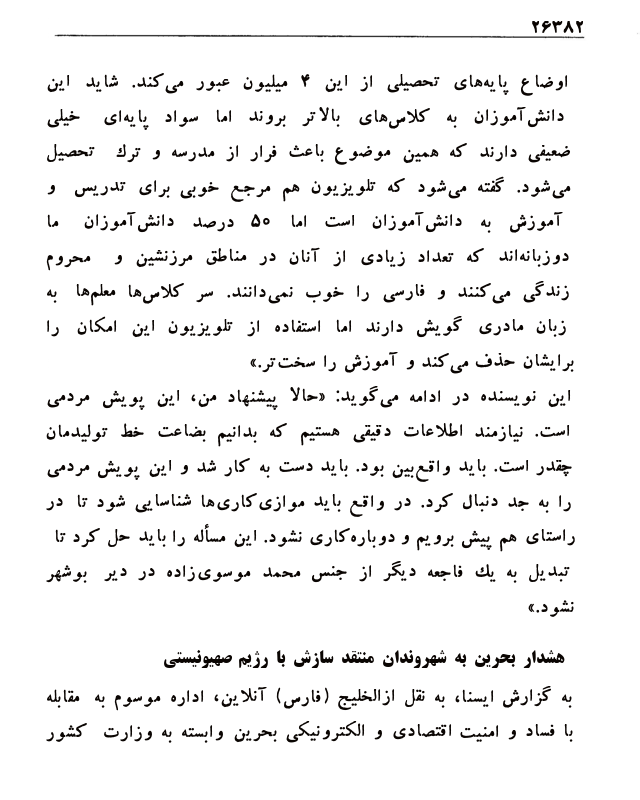 ۲۶۳۸۲
اوضاع پایه‌های تحصیلی از این ۴ میلیون عبور می‌کند. شاید این
دانش‌آموزان به کلاس‌های بالاتر بروند اما سواد پایه‌ای خیلی
ضعیفی دارند که همین موضوع باعث فرار از مدرسه و ترك تحصیل
می‌شود. گفته می‌شود که تلویزیون هم مرجع خوبی برای تدریس و
آموزش به دانش‌آموزان است اما ۵۰ درصد دانش‌آموزان ما
دوزبانه‌اند که تعداد زیادی از آنان در مناطق مرزنشین و محروم
زندگی می‌کنند و فارسی را خوب نمی‌دانند. سر کلاس‌ها معلم‌ها به
زبان مادری گویش دارند اما استفاده از تلویزیون این امکان را
برایشان حذف می‌کند و آموزش را سخت‌تر.»
این نویسنده در ادامه می‌گوید: «حالا پیشنهاد من، این پویش مردمی
است. نیازمند اطلاعات دقیقی هستیم که بدانیم بضاعت خط تولیدمان
چقدر است. باید واقع‌بین بود. باید دست به کار شد و این پویش مردمی
را به جد دنبال کرد. در واقع باید موازی‌کاری‌ها شناسایی شود تا در
راستای هم پیش برویم و دوباره‌کاری نشود. این مسأله را باید حل کرد تا
تبدیل به یك فاجعه دیگر از جنس محمد موسوی‌زاده در دیر بوشهر
نشود.»
هشدار بحرین به شهروندان منتقد سازش با رژیم صهیونیستی
به گزارش ایسنا، به نقل ازالخلیج (فارس) آنلاین، اداره موسوم به مقابله
با فساد و امنیت اقتصادی و الکترونیکی بحرین وابسته به وزارت کشور